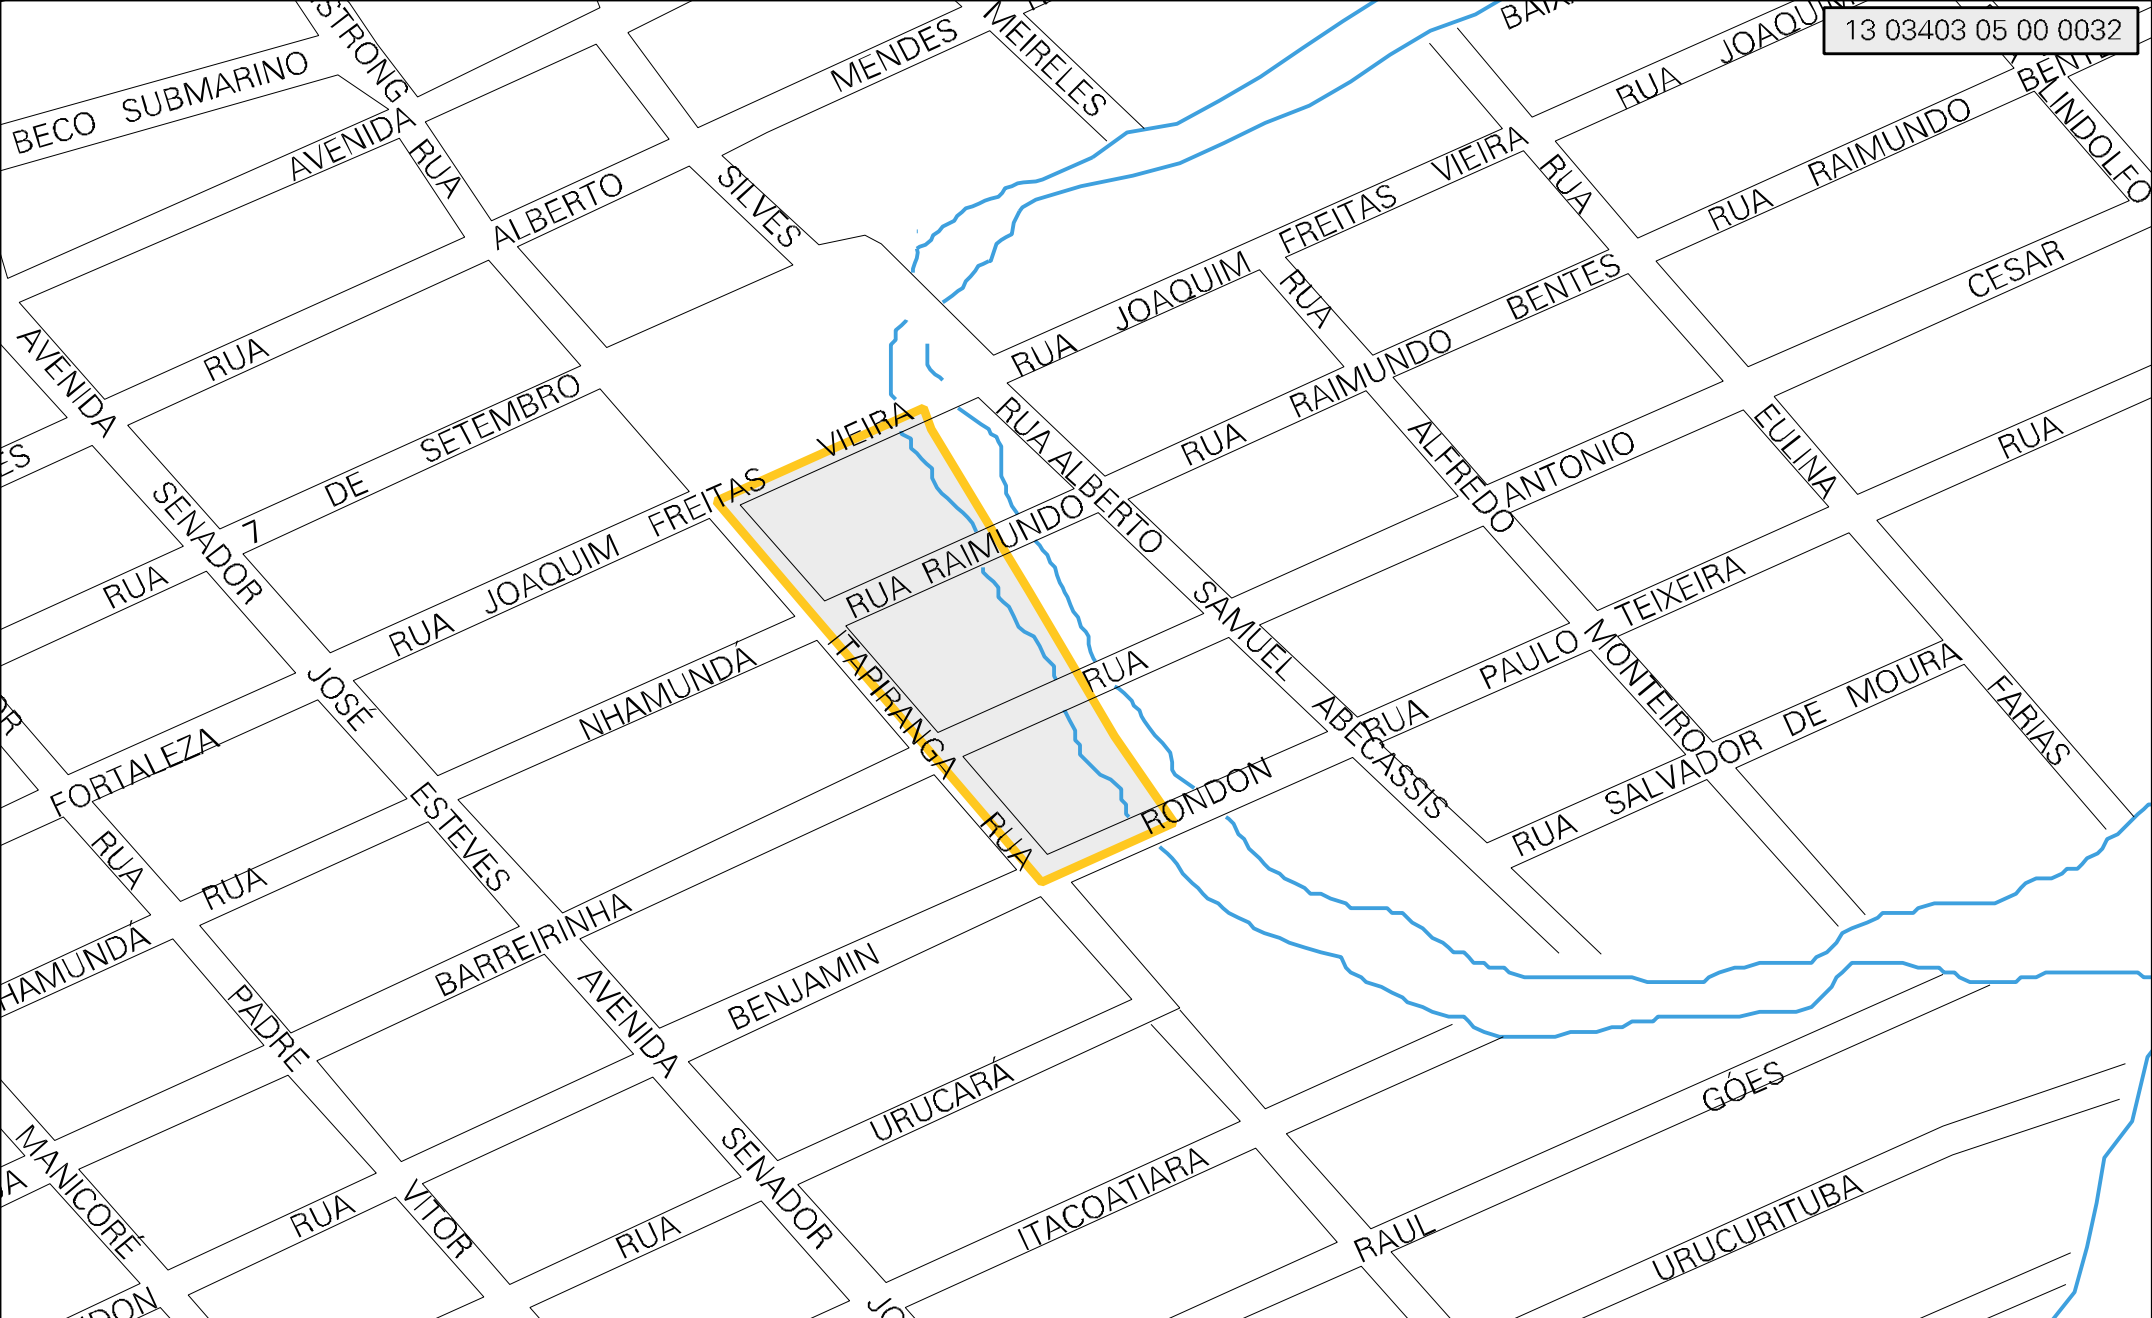 13 03403 05 00 0032
BECO SUBMARINO
AVENIDA
RUA
MENDES
MEIRELES
ALBERTO
SILVES
RUA JOAQUIM
BENTE
LINDOLFO
RUA RAIMUNDO
CESAR
RUA JOAQUIM FREITAS VIEIRA
RUA
RUA
RUA RAIMUNDO BENTES
AVENIDA
SENADOR
JOSÉ
ESTEVES
AVENIDA
SENADOR
RUA
7 DE SETEMBRO
RUA JOAQUIM FREITAS VIEIRA
RUA ALBERTO SAMUEL ABECASSIS
ALFREDO
MONTEIRO
ANTONIO
EULINA
FARIAS
RUA
RUA RAIMUNDO
RUA
TEIXEIRA
RUA PAULO
RUA SALVADOR DE MOURA
RUA
NHAMUNDÁ
ITAPIRANGA
RUA
RONDON
FORTALEZA
RUA
RUA
BARREIRINHA
HAMUNDÁ
PADRE
VITOR
BENJAMIN
URUCARÁ
MANICORÉ
RUA
RUA
ITACOATIARA
RAUL
GÓES
URUCURITUBA